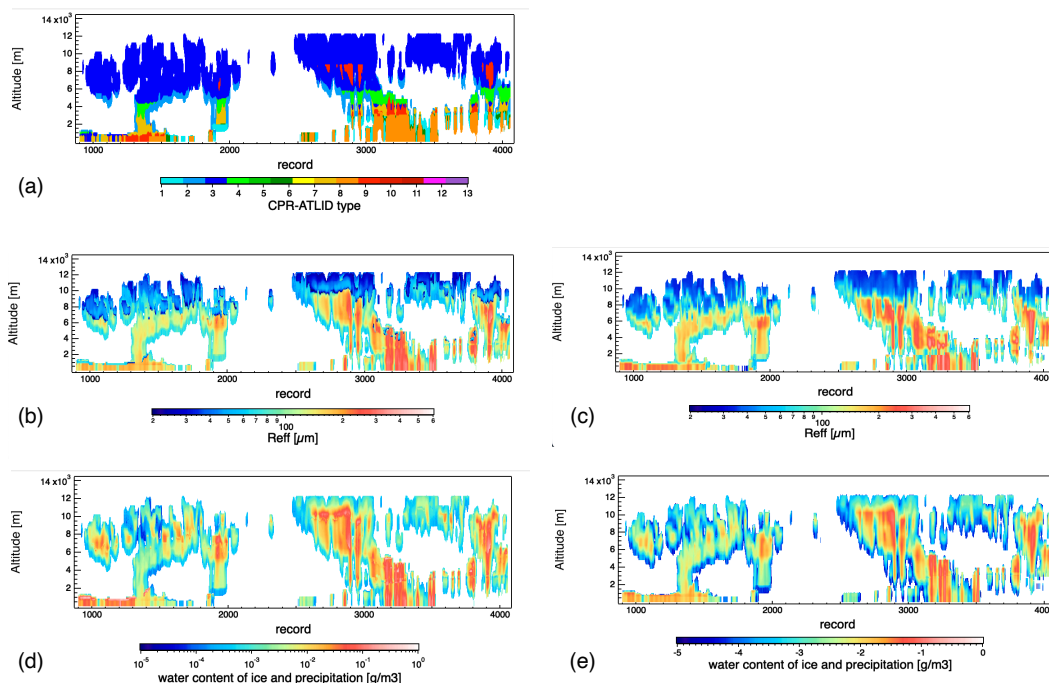 14 x10³
12
10
8
6
4
2
Altitude [m]
1000 2000 3000 4000
record
(a)
1 2 3 4 5 6 7 8 9 10 11 12 13
CPR-ATLID type
14 x10³
12
10
8
6
4
2
Altitude [m]
1000 2000 3000 4000
record
(b)
2 3 4 5 6 7 8 9 2 3 4 5 6
100
Reff [µm]
14 x10³
12
10
8
6
4
2
Altitude [m]
1000 2000 3000 400
record
(c)
2 3 4 5 6 7 8 9 2 3 4 5 6
100
Reff [µm]
14 x10³
12
10
8
6
4
2
Altitude [m]
1000 2000 3000 4000
record
(d)
10⁻⁵ 10⁻⁴ 10⁻³ 10⁻² 10⁻¹ 10⁰
water content of ice and precipitation [g/m3]
14 x10³
12
10
8
6
4
2
Altitude [m]
1000 2000 3000 400
record
(e)
-5 -4 -3 -2 -1 0
water content of ice and precipitation [g/m3]